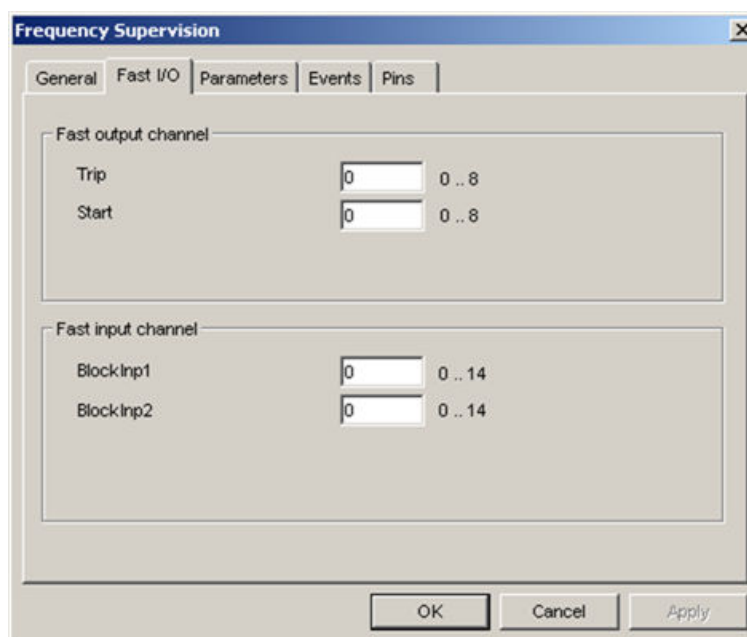 Frequency Supervision
General Fast I/O Parameters Events Pins
Fast output channel
Trip 0 0 .. 8
Start 0 0 .. 8
Fast input channel
BlockInp1 0 0 .. 14
BlockInp2 0 0 .. 14
OK Cancel Apply